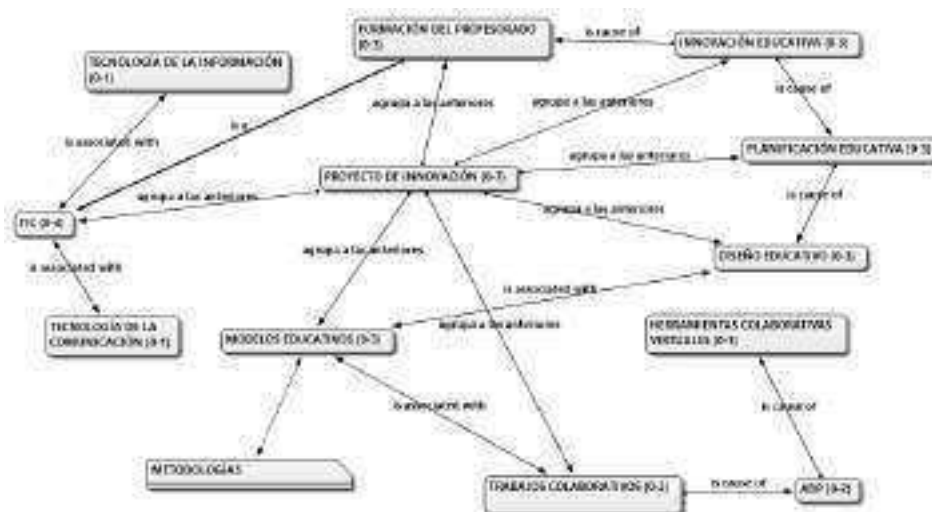 FORMACIÓN DEL PROFESORADO
is cause of
INNOVACIÓN EDUCATIVA (0-3)
TECNOLOGÍA DE LA INFORMACIÓN
(0-1)
agrupa a las anteriores
agrupa a las anteriores
is cause of
is a
is associated with
agrupa a las anteriores
PLANIFICACIÓN EDUCATIVA
PROYECTO DE INNOVACIÓN (0-7)
agrupa a las anteriores
is cause of
agrupa a las anteriores
TIC (0-4)
agrupa a las anteriores
DISEÑO EDUCATIVO (0-3)
is associated with
is associated with
TECNOLOGÍA DE LA
COMUNICACIÓN (0-1)
agrupa a las anteriores
HERRAMIENTAS COLABORATIVAS
MODELOS EDUCATIVOS (0-3)
is associated with
is cause of
METODOLOGÍAS
TRABAJOS COLABORATIVOS (0-2)
is cause of
ABP (0-2)